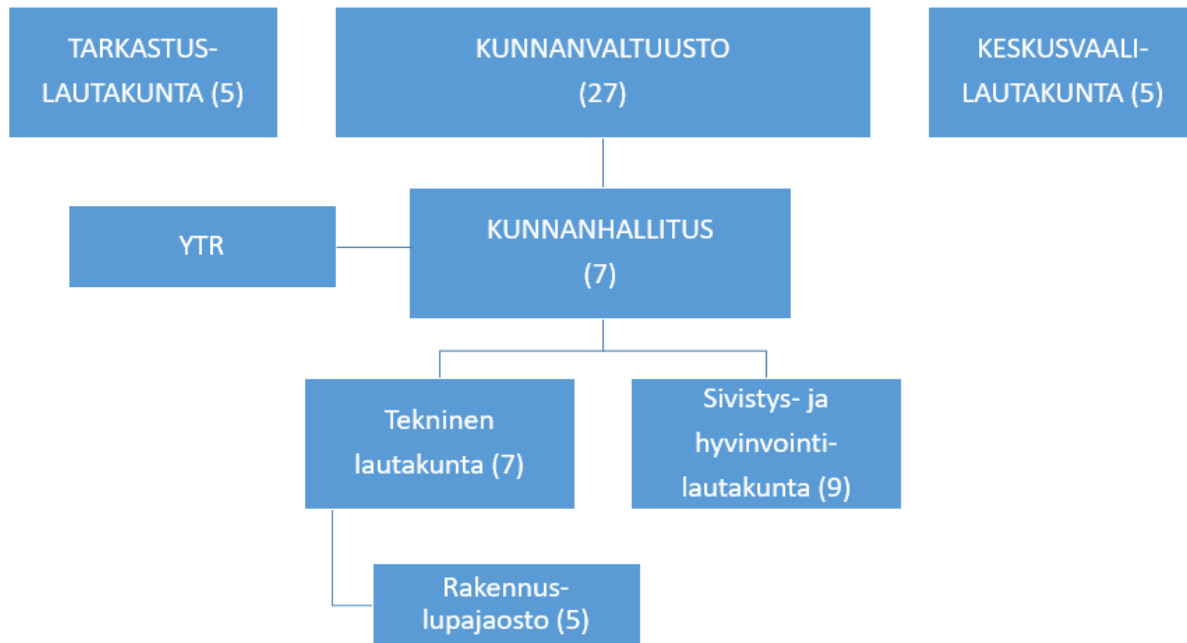 TARKASTUS-
LAUTAKUNTA (5)
KUNNANVALTUUSTO
(27)
KESKUSVAALI-
LAUTAKUNTA (5)
YTR
KUNNANHALLITUS
(7)
Tekninen
lautakunta (7)
Sivistys- ja
hyvinvointi-
lautakunta (9)
Rakennus-
lupajaosto (5)